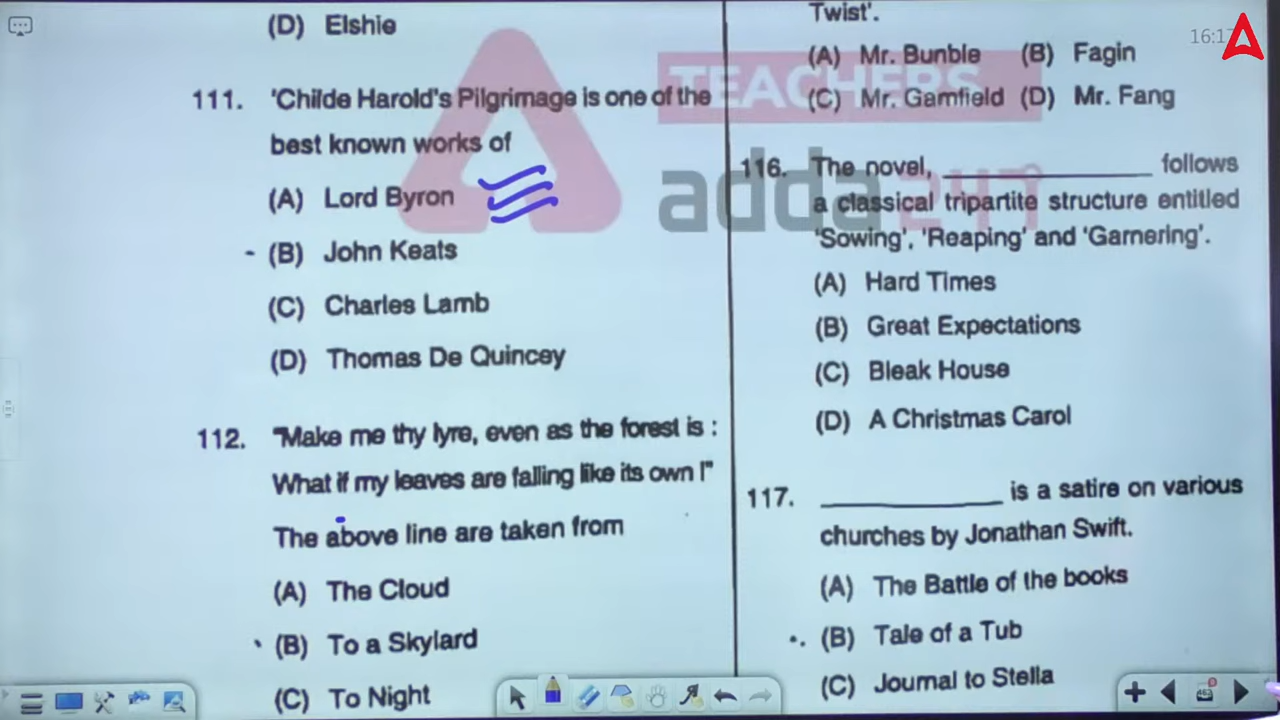 (D) Elshie
111. 'Childe Harold's Pilgrimage is one of the
best known works of
(A) Lord Byron
(B) John Keats
(C) Charles Lamb
(D) Thomas De Quincey
112. "Make me thy lyre, even as the forest is :
What if my leaves are falling like its own !"
The above line are taken from
(A) The Cloud
(B) To a Skylard
(C) To Night
Twist'.
(A) Mr. Bunble (B) Fagin
(C) Mr. Gamfield (D) Mr. Fang
116. The novel, ____________ follows
a classical tripartite structure entitled
'Sowing', 'Reaping' and 'Garnering'.
(A) Hard Times
(B) Great Expectations
(C) Bleak House
(D) A Christmas Carol
117. ____________ is a satire on various
churches by Jonathan Swift.
(A) The Battle of the books
(B) Tale of a Tub
(C) Journal to Stella
TEACHERS
adda247